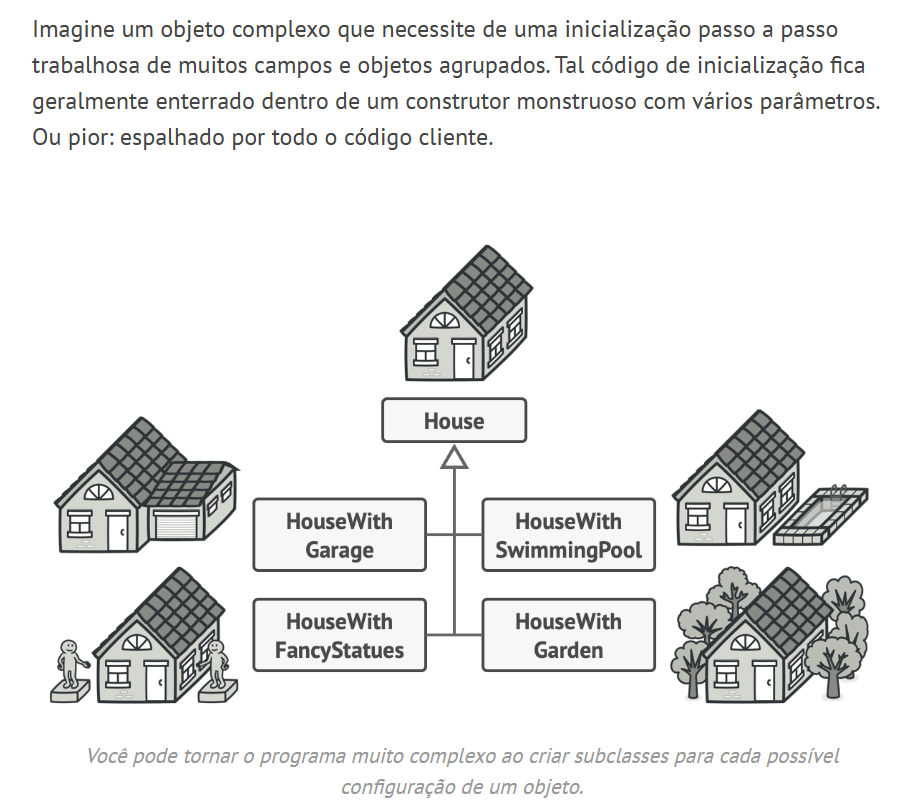 Imagine um objeto complexo que necessite de uma inicialização passo a passo
trabalhosa de muitos campos e objetos agrupados. Tal código de inicialização fica
geralmente enterrado dentro de um construtor monstruoso com vários parâmetros.
Ou pior: espalhado por todo o código cliente.
House
HouseWith
Garage
HouseWith
SwimmingPool
HouseWith
FancyStatues
HouseWith
Garden
Você pode tornar o programa muito complexo ao criar subclasses para cada possível
configuração de um objeto.